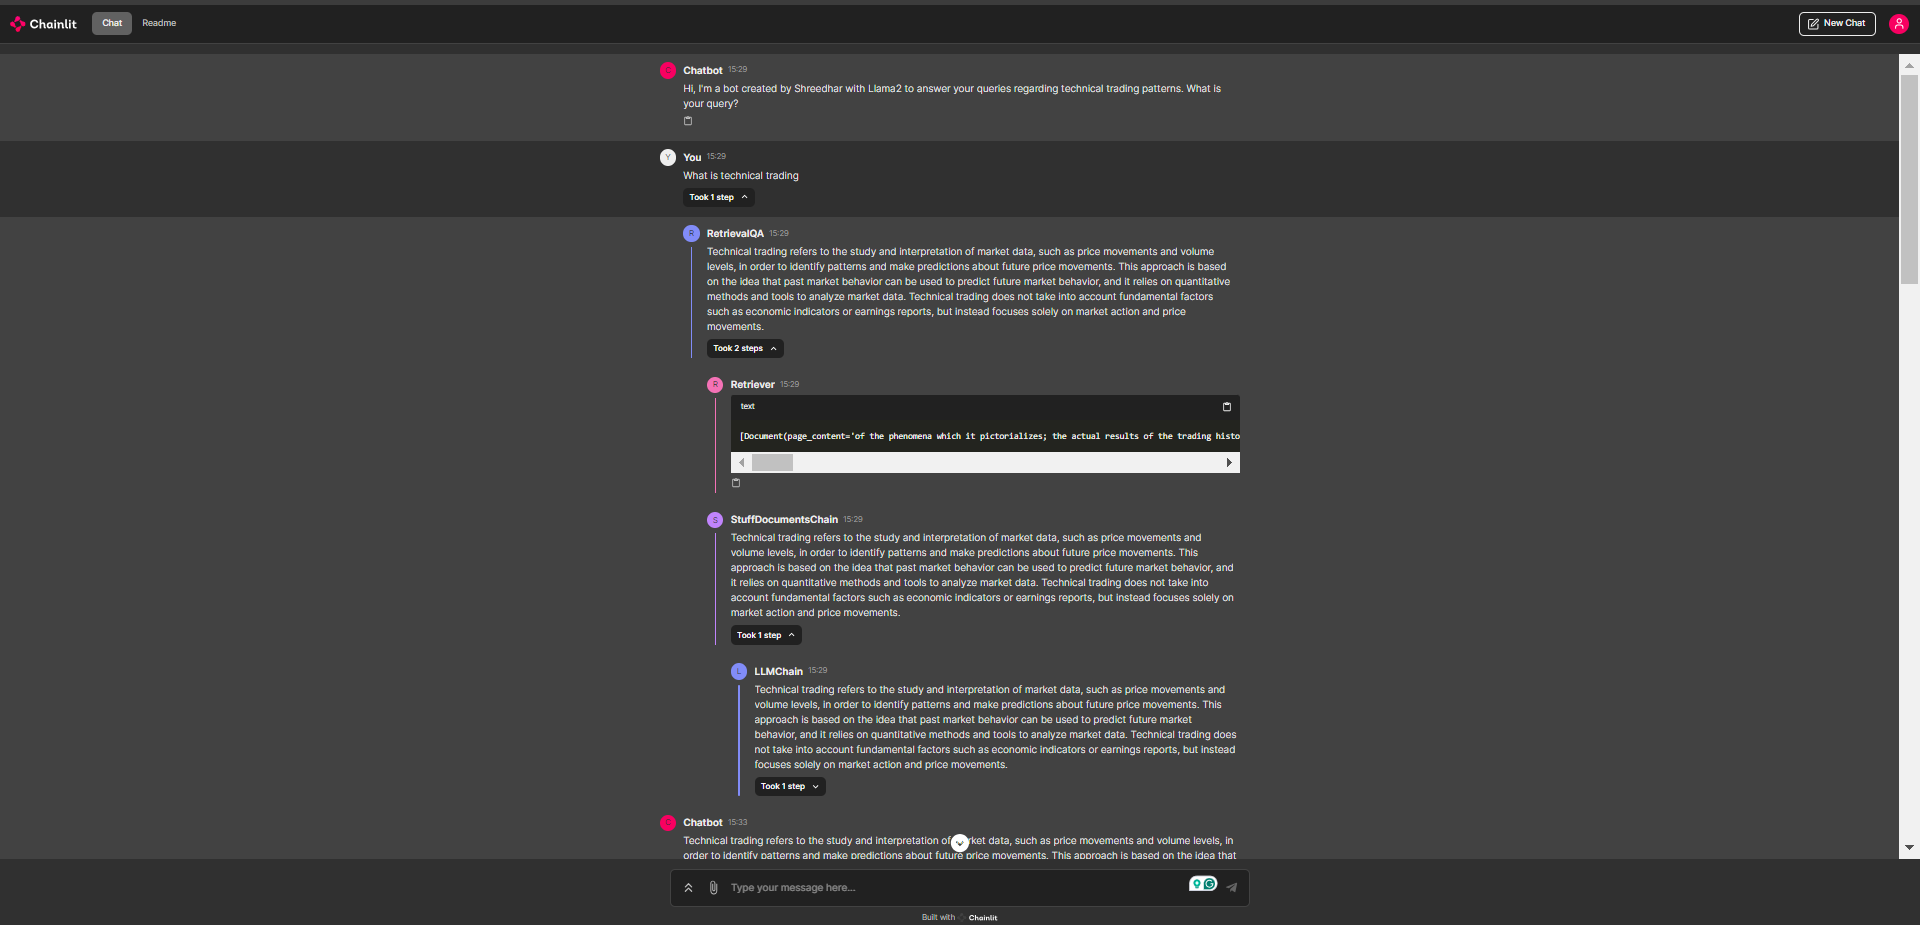 Chainlit Chat Readme New Chat
C Chatbot 15:29
Hi, I'm a bot created by Shreedhar with Llama2 to answer your queries regarding technical trading patterns. What is
your query?
Y You 15:29
What is technical trading
Took 1 step
R RetrievalQA 15:29
Technical trading refers to the study and interpretation of market data, such as price movements and volume
levels, in order to identify patterns and make predictions about future price movements. This approach is based
on the idea that past market behavior can be used to predict future market behavior, and it relies on quantitative
methods and tools to analyze market data. Technical trading does not take into account fundamental factors
such as economic indicators or earnings reports, but instead focuses solely on market action and price
movements.
Took 2 steps
R Retriever 15:29
text
[Document(page_content='of the phenomena which it pictorializes; the actual results of the trading histo
S StuffDocumentsChain 15:29
Technical trading refers to the study and interpretation of market data, such as price movements and
volume levels, in order to identify patterns and make predictions about future price movements. This
approach is based on the idea that past market behavior can be used to predict future market behavior, and
it relies on quantitative methods and tools to analyze market data. Technical trading does not take into
account fundamental factors such as economic indicators or earnings reports, but instead focuses solely on
market action and price movements.
Took 1 step
L LLMChain 15:29
Technical trading refers to the study and interpretation of market data, such as price movements and
volume levels, in order to identify patterns and make predictions about future price movements. This
approach is based on the idea that past market behavior can be used to predict future market
behavior, and it relies on quantitative methods and tools to analyze market data. Technical trading does
not take into account fundamental factors such as economic indicators or earnings reports, but instead
focuses solely on market action and price movements.
Took 1 step
C Chatbot 15:33
Technical trading refers to the study and interpretation of rket data, such as price movements and volume levels, in
order to identify patterns and make predictions about future price movements. This approach is based on the idea that
Type your message here...
Built with Chainlit